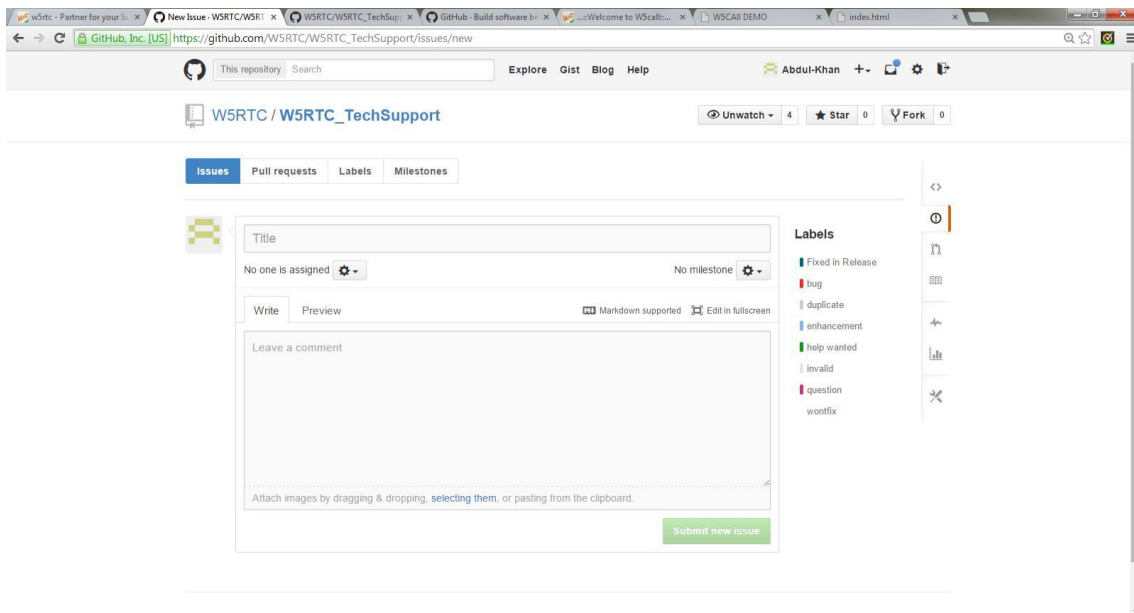 w5rtc - Partner for your Su
New Issue · W5RTC/W5RT
W5RTC/W5RTC_TechSupp
GitHub · Build software be
...::Welcome to W5call::...
W5CAll DEMO
index.html
GitHub, Inc. [US] https://github.com/W5RTC/W5RTC_TechSupport/issues/new
This repository Search Explore Gist Blog Help Abdul-Khan
W5RTC / W5RTC_TechSupport Unwatch 4 Star 0 Fork 0
Issues Pull requests Labels Milestones
Title
No one is assigned No milestone
Write Preview Markdown supported Edit in fullscreen
Leave a comment
Attach images by dragging & dropping, selecting them, or pasting from the clipboard.
Submit new issue
Labels
Fixed in Release
bug
duplicate
enhancement
help wanted
invalid
question
wontfix